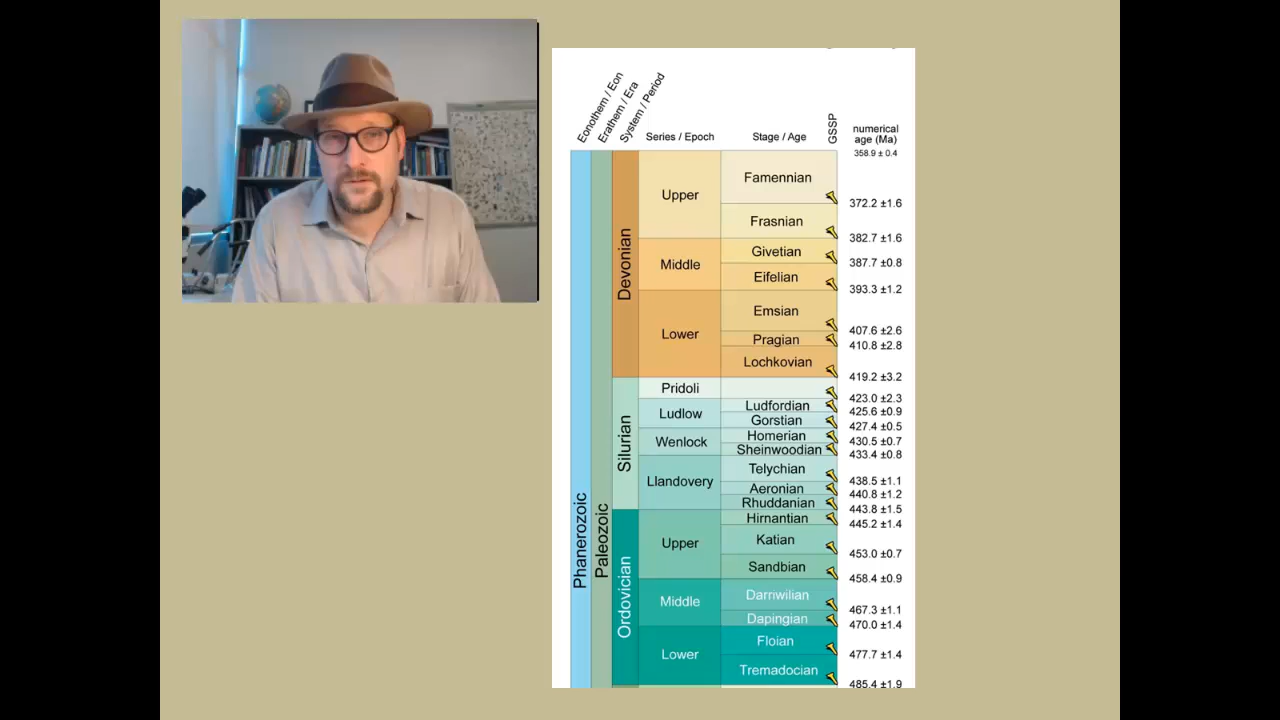 Eonothem / Eon
Erathem / Era
System / Period
Series / Epoch
Stage / Age
GSSP
numerical
age (Ma)
358.9 ± 0.4
Phanerozoic
Paleozoic
Devonian
Upper
Famennian
372.2 ±1.6
Frasnian
382.7 ±1.6
Middle
Givetian
387.7 ±0.8
Eifelian
393.3 ±1.2
Lower
Emsian
407.6 ±2.6
Pragian
410.8 ±2.8
Lochkovian
419.2 ±3.2
Silurian
Pridoli
423.0 ±2.3
Ludlow
Ludfordian
425.6 ±0.9
Gorstian
427.4 ±0.5
Wenlock
Homerian
430.5 ±0.7
Sheinwoodian
433.4 ±0.8
Llandovery
Telychian
438.5 ±1.1
Aeronian
440.8 ±1.2
Rhuddanian
443.8 ±1.5
Ordovician
Upper
Hirnantian
445.2 ±1.4
Katian
453.0 ±0.7
Sandbian
458.4 ±0.9
Middle
Darriwilian
467.3 ±1.1
Dapingian
470.0 ±1.4
Lower
Floian
477.7 ±1.4
Tremadocian
485.4 ±1.9